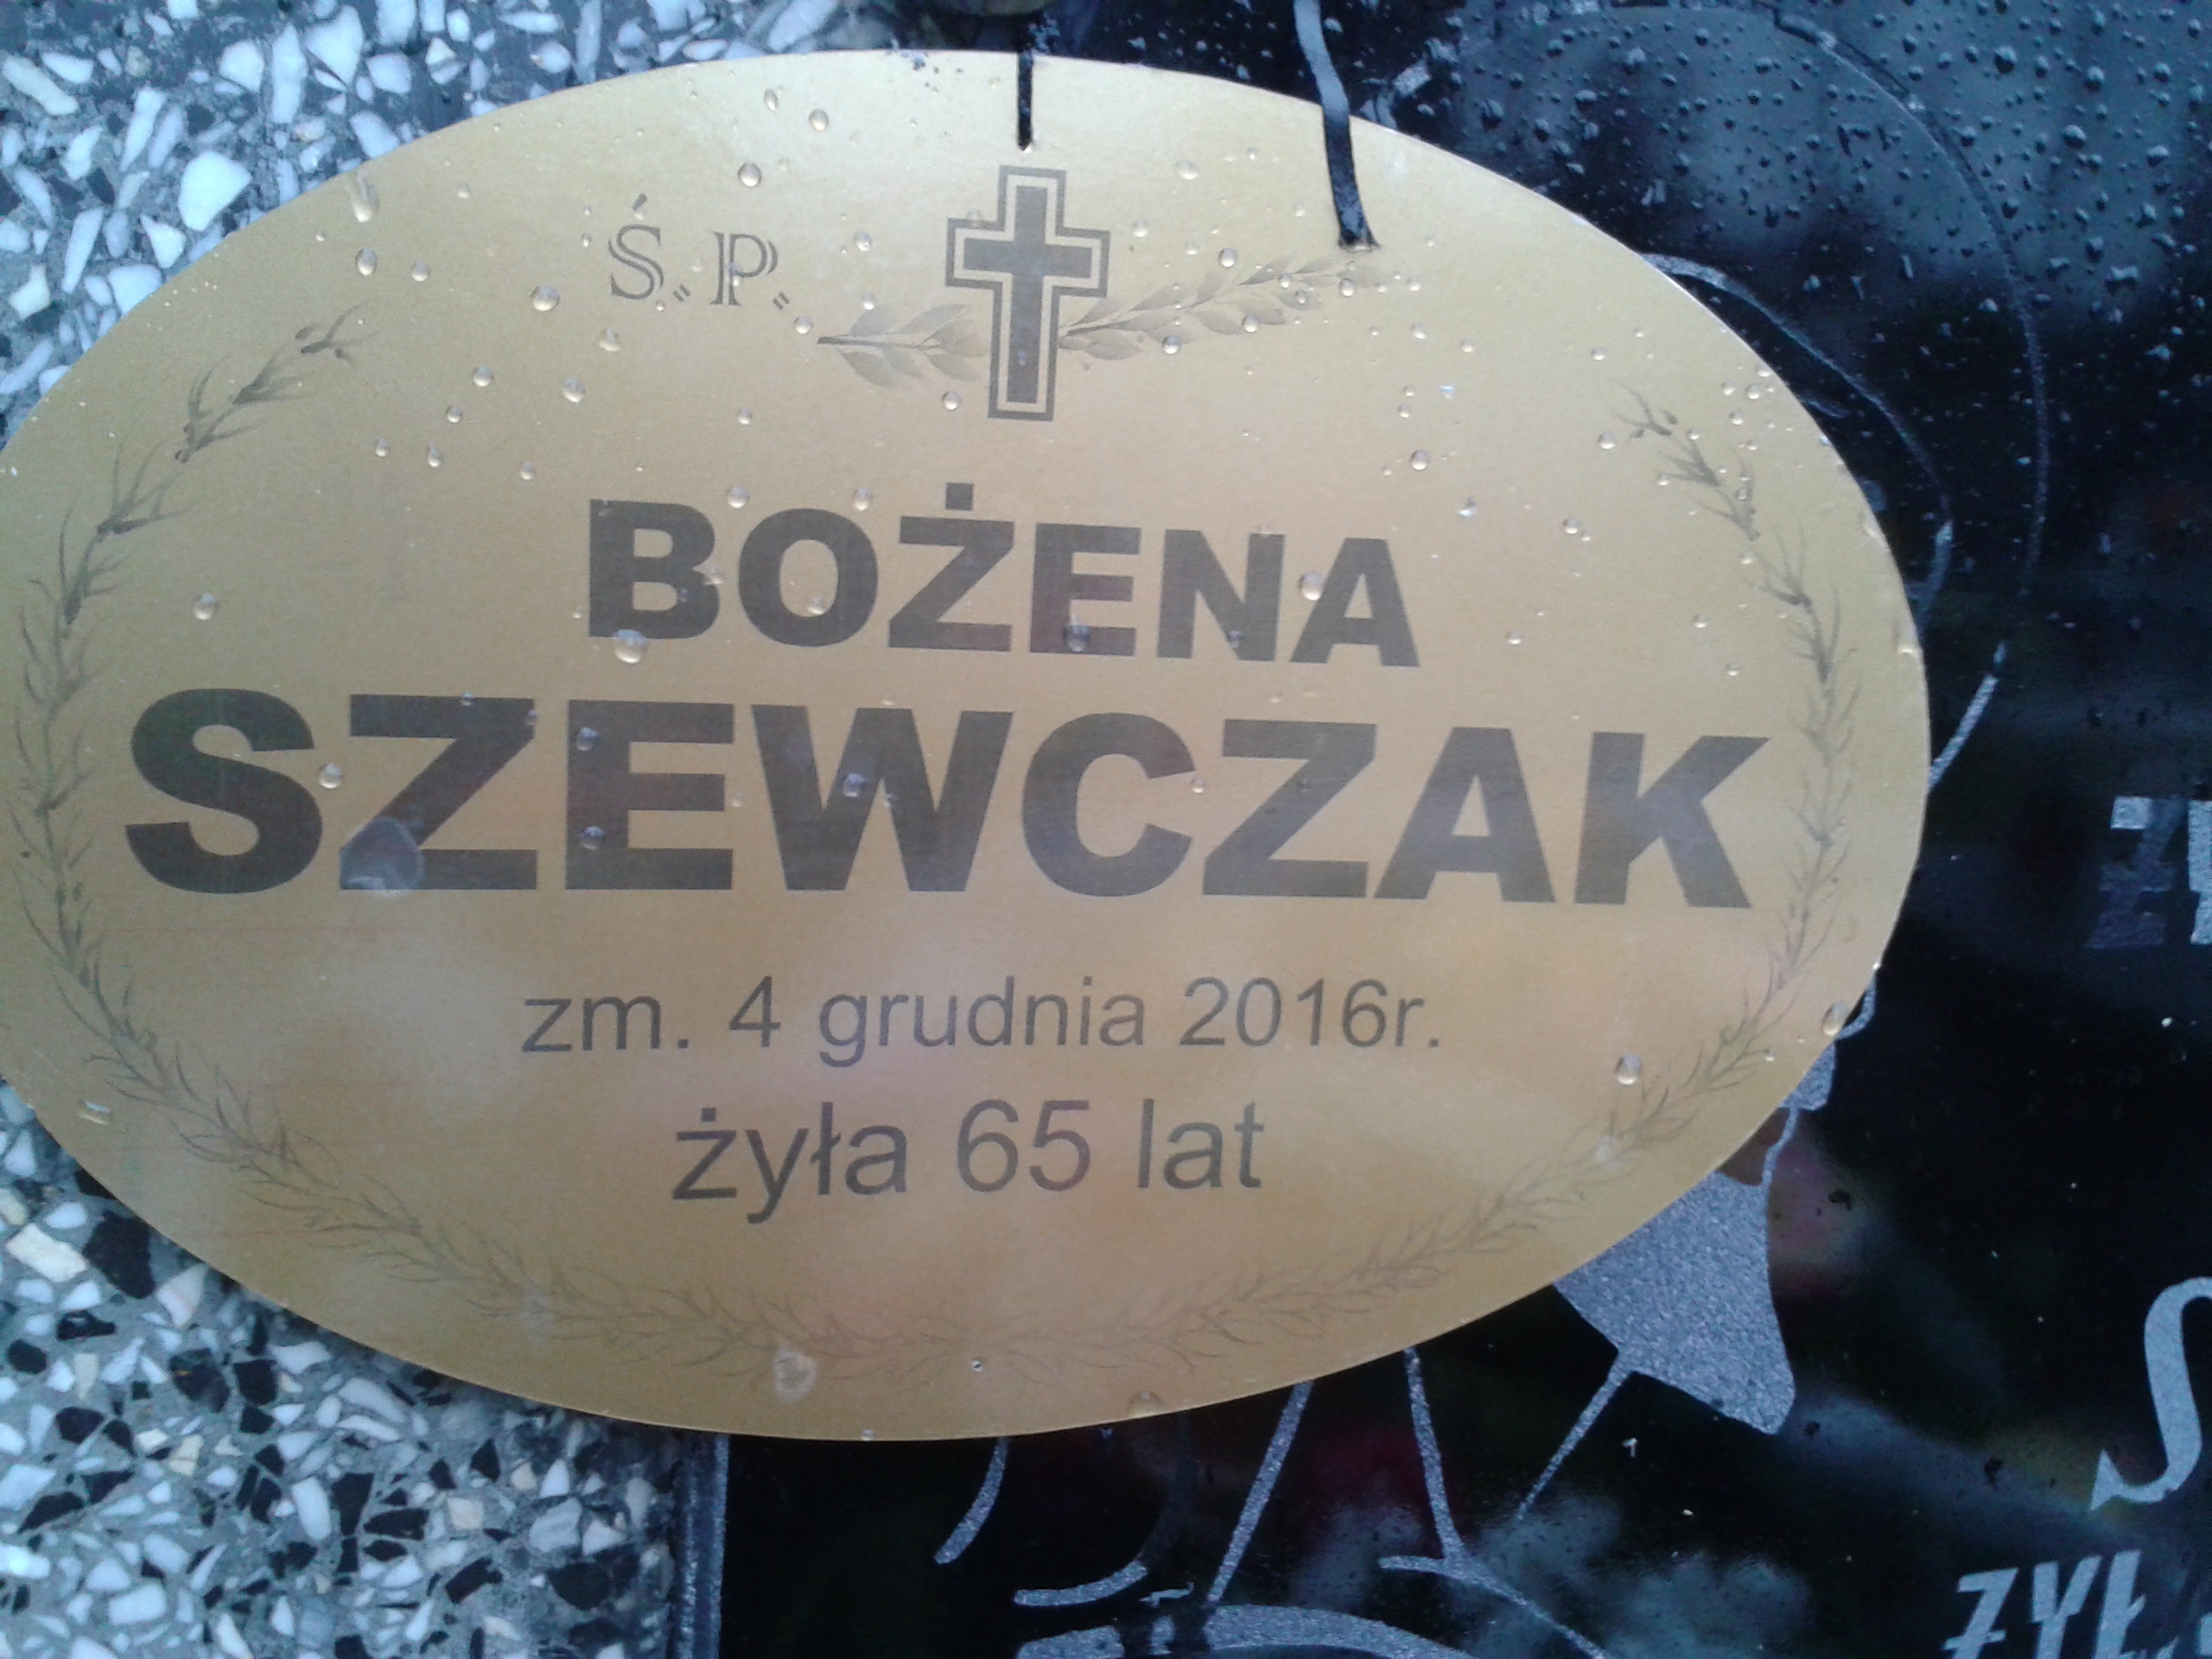 Ś.P.
BOŻENA
SZEWCZAK
zm. 4 grudnia 2016r.
żyła 65 lat